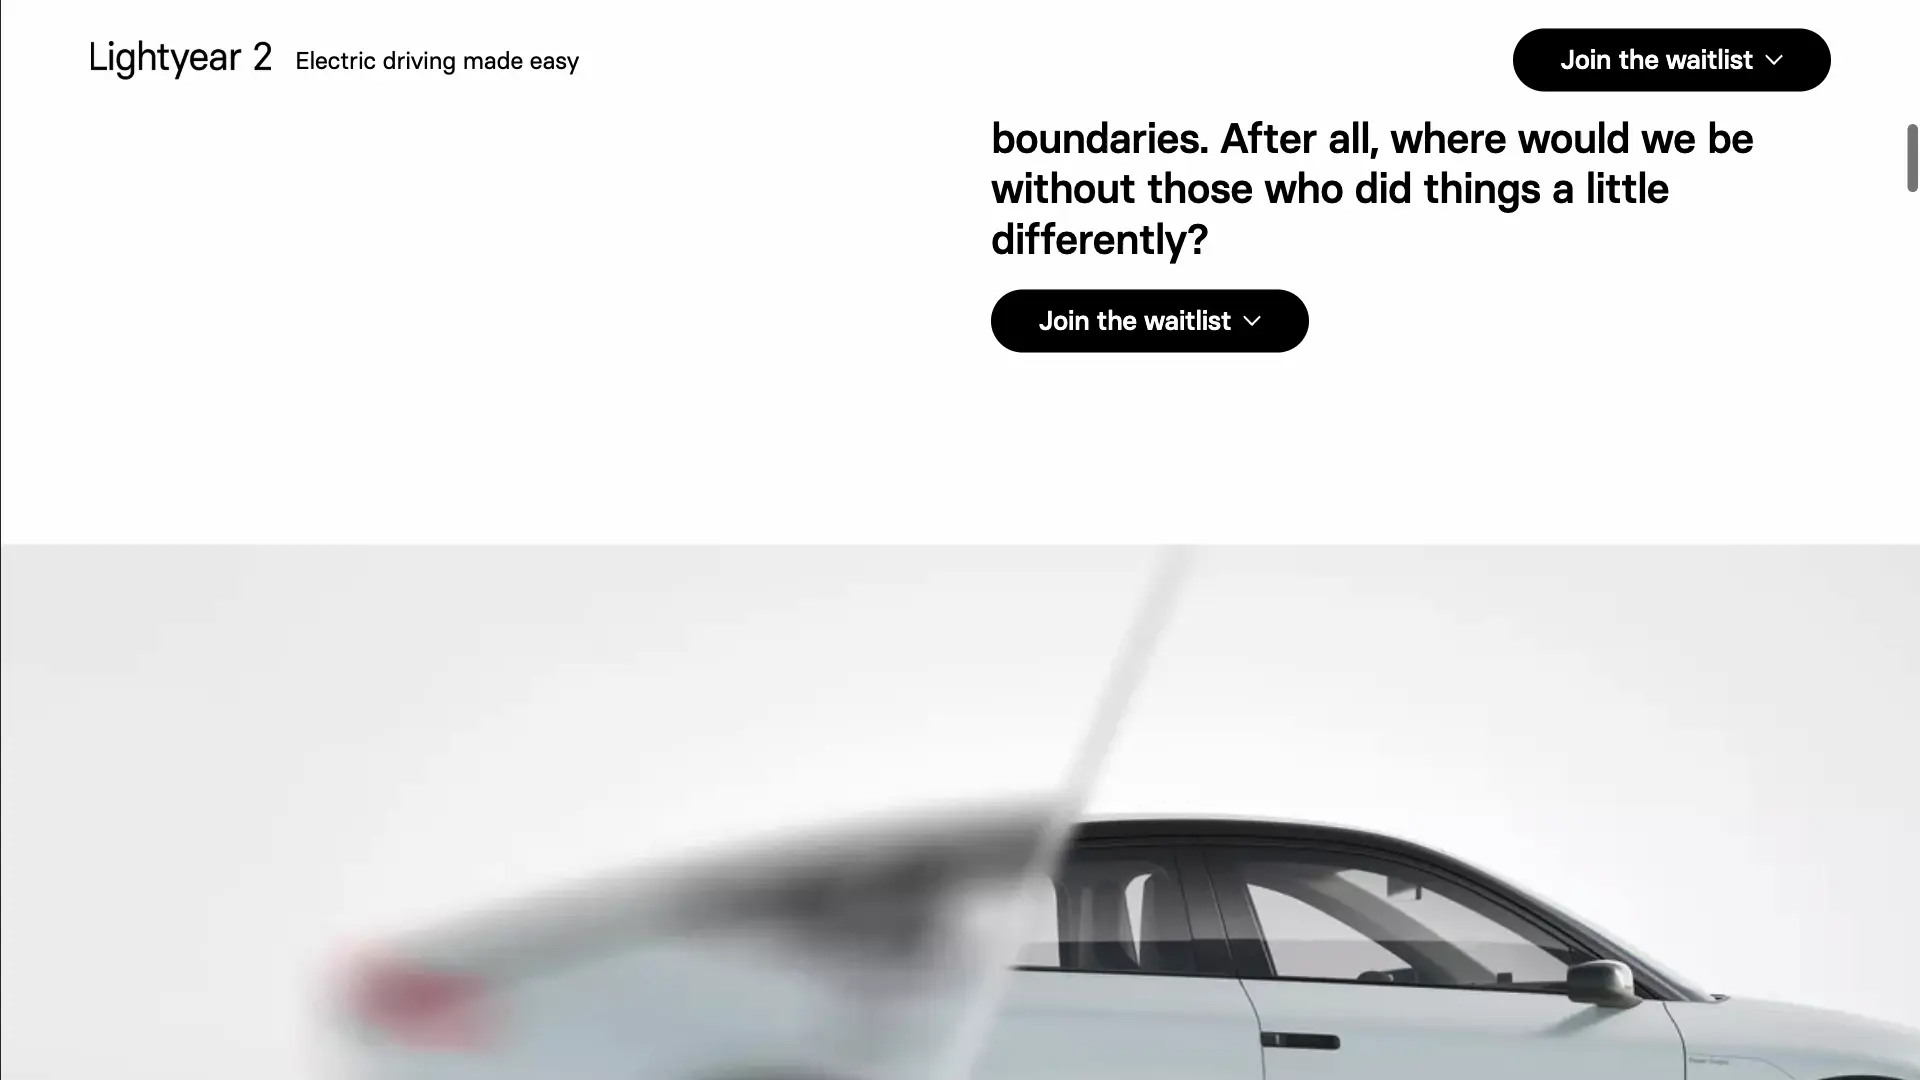 Lightyear 2 Electric driving made easy
Join the waitlist
boundaries. After all, where would we be
without those who did things a little
differently?
Join the waitlist